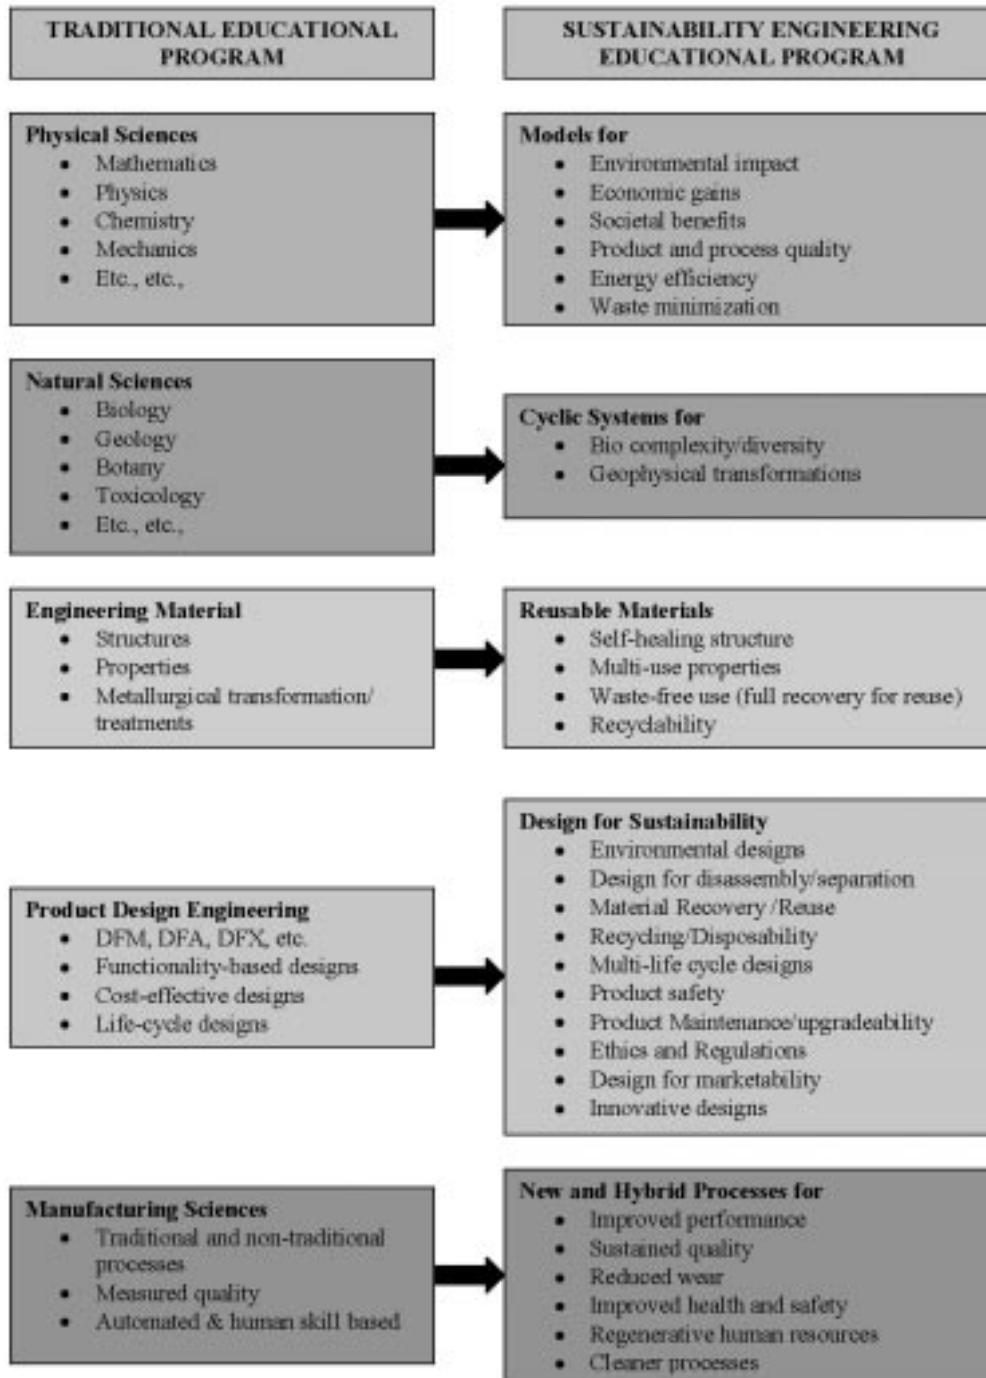 TRADITIONAL EDUCATIONAL
PROGRAM
SUSTAINABILITY ENGINEERING
EDUCATIONAL PROGRAM
Physical Sciences
• Mathematics
• Physics
• Chemistry
• Mechanics
• Etc., etc.,
Models for
• Environmental impact
• Economic gains
• Societal benefits
• Product and process quality
• Energy efficiency
• Waste minimization
Natural Sciences
• Biology
• Geology
• Botany
• Toxicology
• Etc., etc.,
Cyclic Systems for
• Bio complexity/diversity
• Geophysical transformations
Engineering Material
• Structures
• Properties
• Metallurgical transformation/
treatments
Reusable Materials
• Self-healing structure
• Multi-use properties
• Waste-free use (full recovery for reuse)
• Recyclability
Product Design Engineering
• DFM, DFA, DFX, etc.
• Functionality-based designs
• Cost-effective designs
• Life-cycle designs
Design for Sustainability
• Environmental designs
• Design for disassembly/separation
• Material Recovery /Reuse
• Recycling/Disposability
• Multi-life cycle designs
• Product safety
• Product Maintenance/upgradeability
• Ethics and Regulations
• Design for marketability
• Innovative designs
Manufacturing Sciences
• Traditional and non-traditional
processes
• Measured quality
• Automated & human skill based
New and Hybrid Processes for
• Improved performance
• Sustained quality
• Reduced wear
• Improved health and safety
• Regenerative human resources
• Cleaner processes